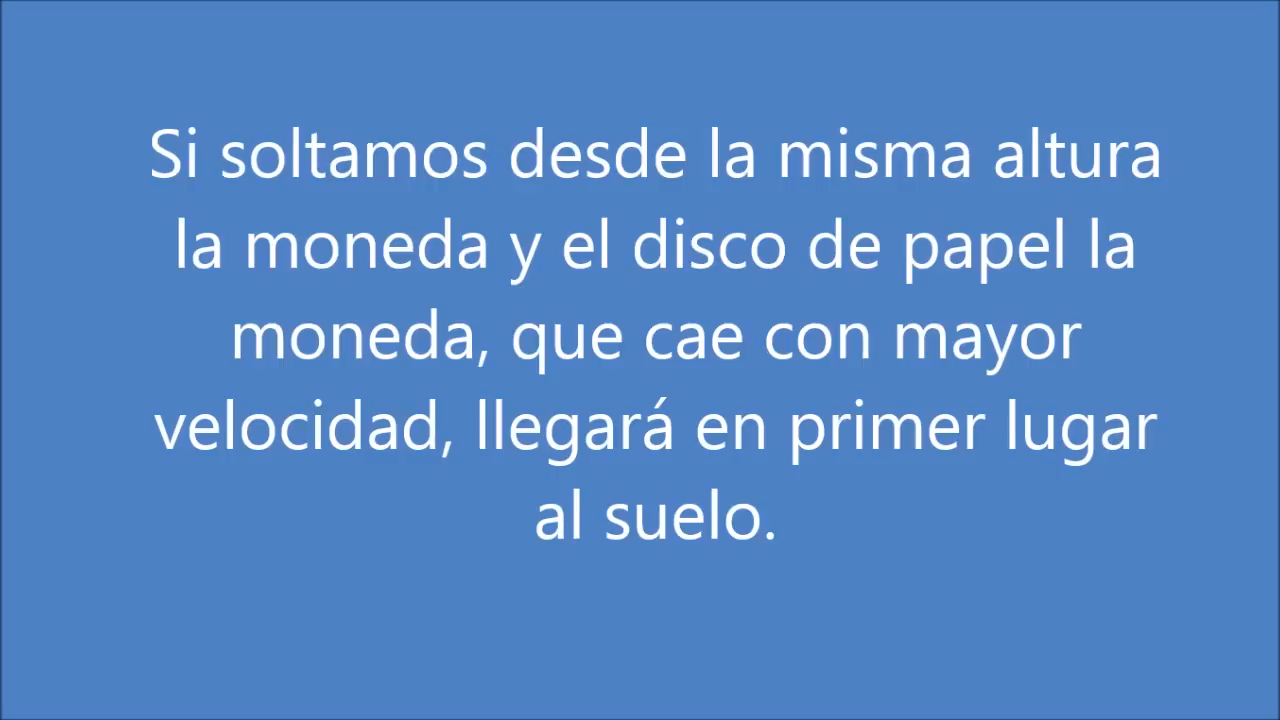 Si soltamos desde la misma altura
la moneda y el disco de papel la
moneda, que cae con mayor
velocidad, llegará en primer lugar
al suelo.